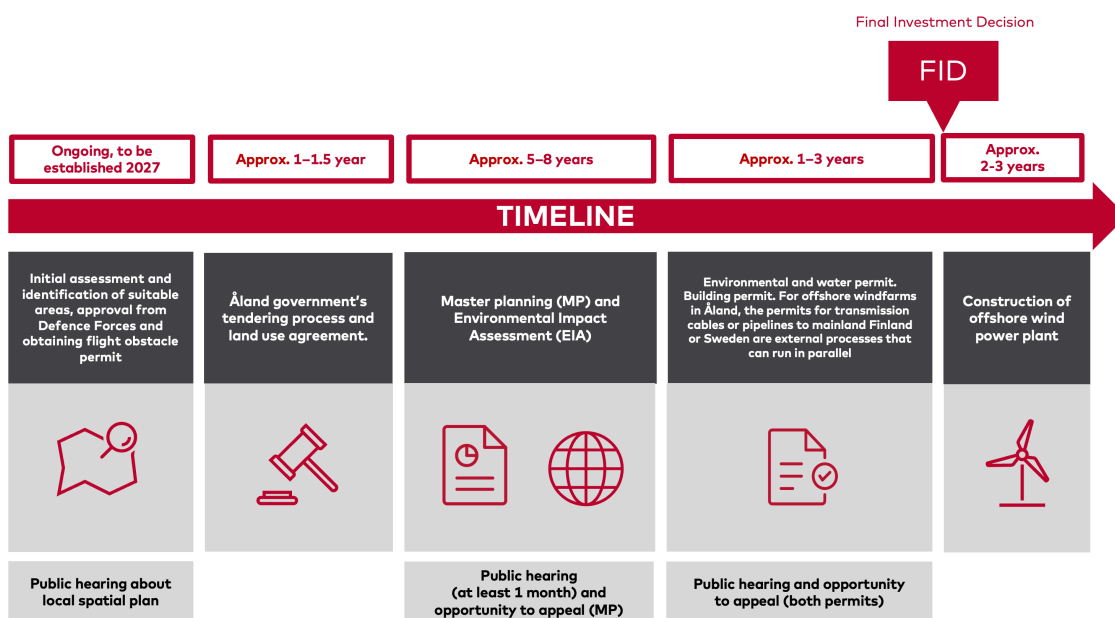 Final Investment Decision
FID
Ongoing, to be
established 2027
Approx. 1–1.5 year
Approx. 5–8 years
Approx. 1–3 years
Approx.
2-3 years
TIMELINE
Initial assessment and
identification of suitable
areas, approval from
Defence Forces and
obtaining flight obstacle
permit
Åland government's
tendering process and
land use agreement.
Master planning (MP) and
Environmental Impact
Assessment (EIA)
Environmental and water permit.
Building permit. For offshore windfarms
in Åland, the permits for transmission
cables or pipelines to mainland Finland
or Sweden are external processes that
can run in parallel
Construction of
offshore wind
power plant
Public hearing about
local spatial plan
Public hearing
(at least 1 month) and
opportunity to appeal (MP)
Public hearing and opportunity
to appeal (both permits)